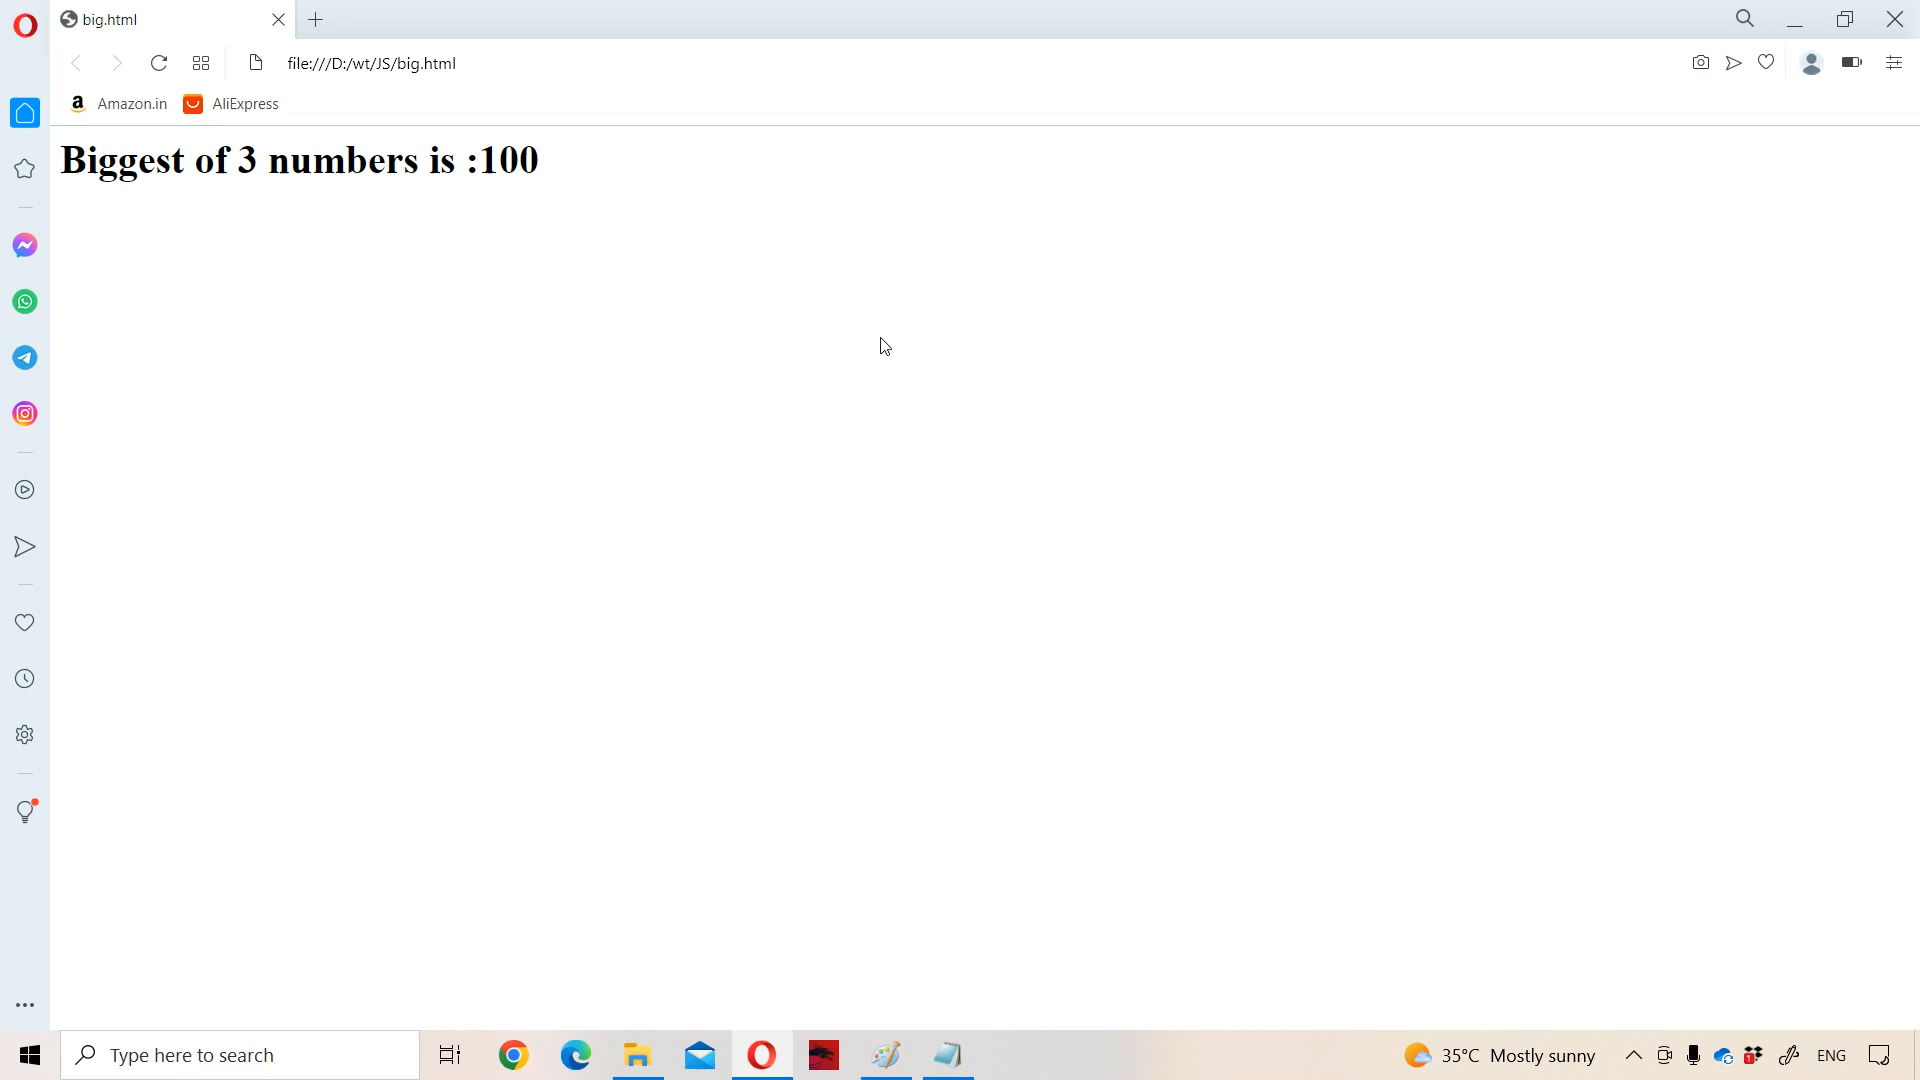 big.html
file:///D:/wt/JS/big.html
Amazon.in AliExpress
Biggest of 3 numbers is :100
Type here to search
35°C Mostly sunny
ENG